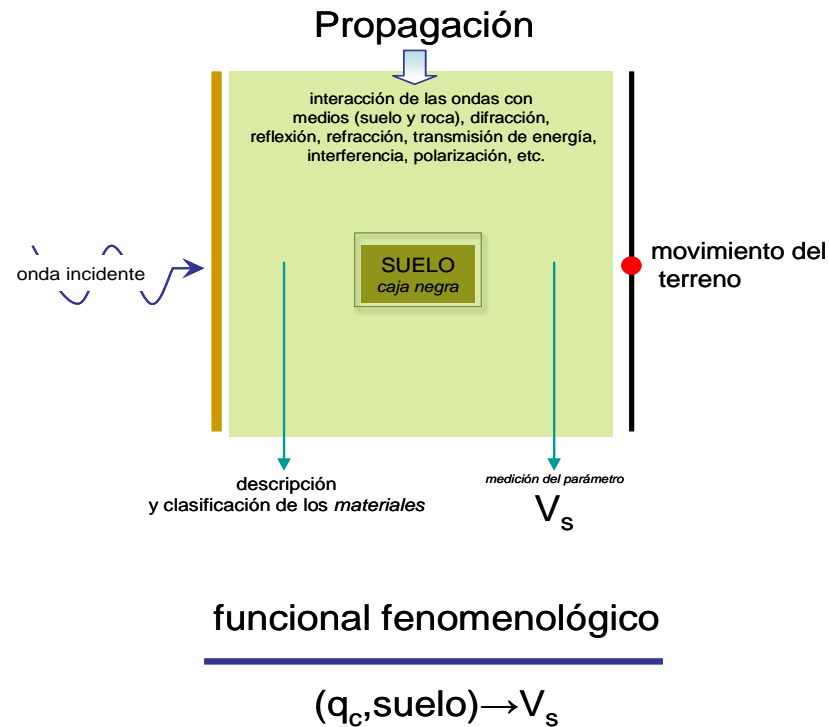 Propagación
interacción de las ondas con
medios (suelo y roca), difracción,
reflexión, refracción, transmisión de energía,
interferencia, polarización, etc.
onda incidente
SUELO
caja negra
movimiento del
terreno
descripción
y clasificación de los materiales
medición del parámetro
Vs
funcional fenomenológico
(qc,suelo)→Vs